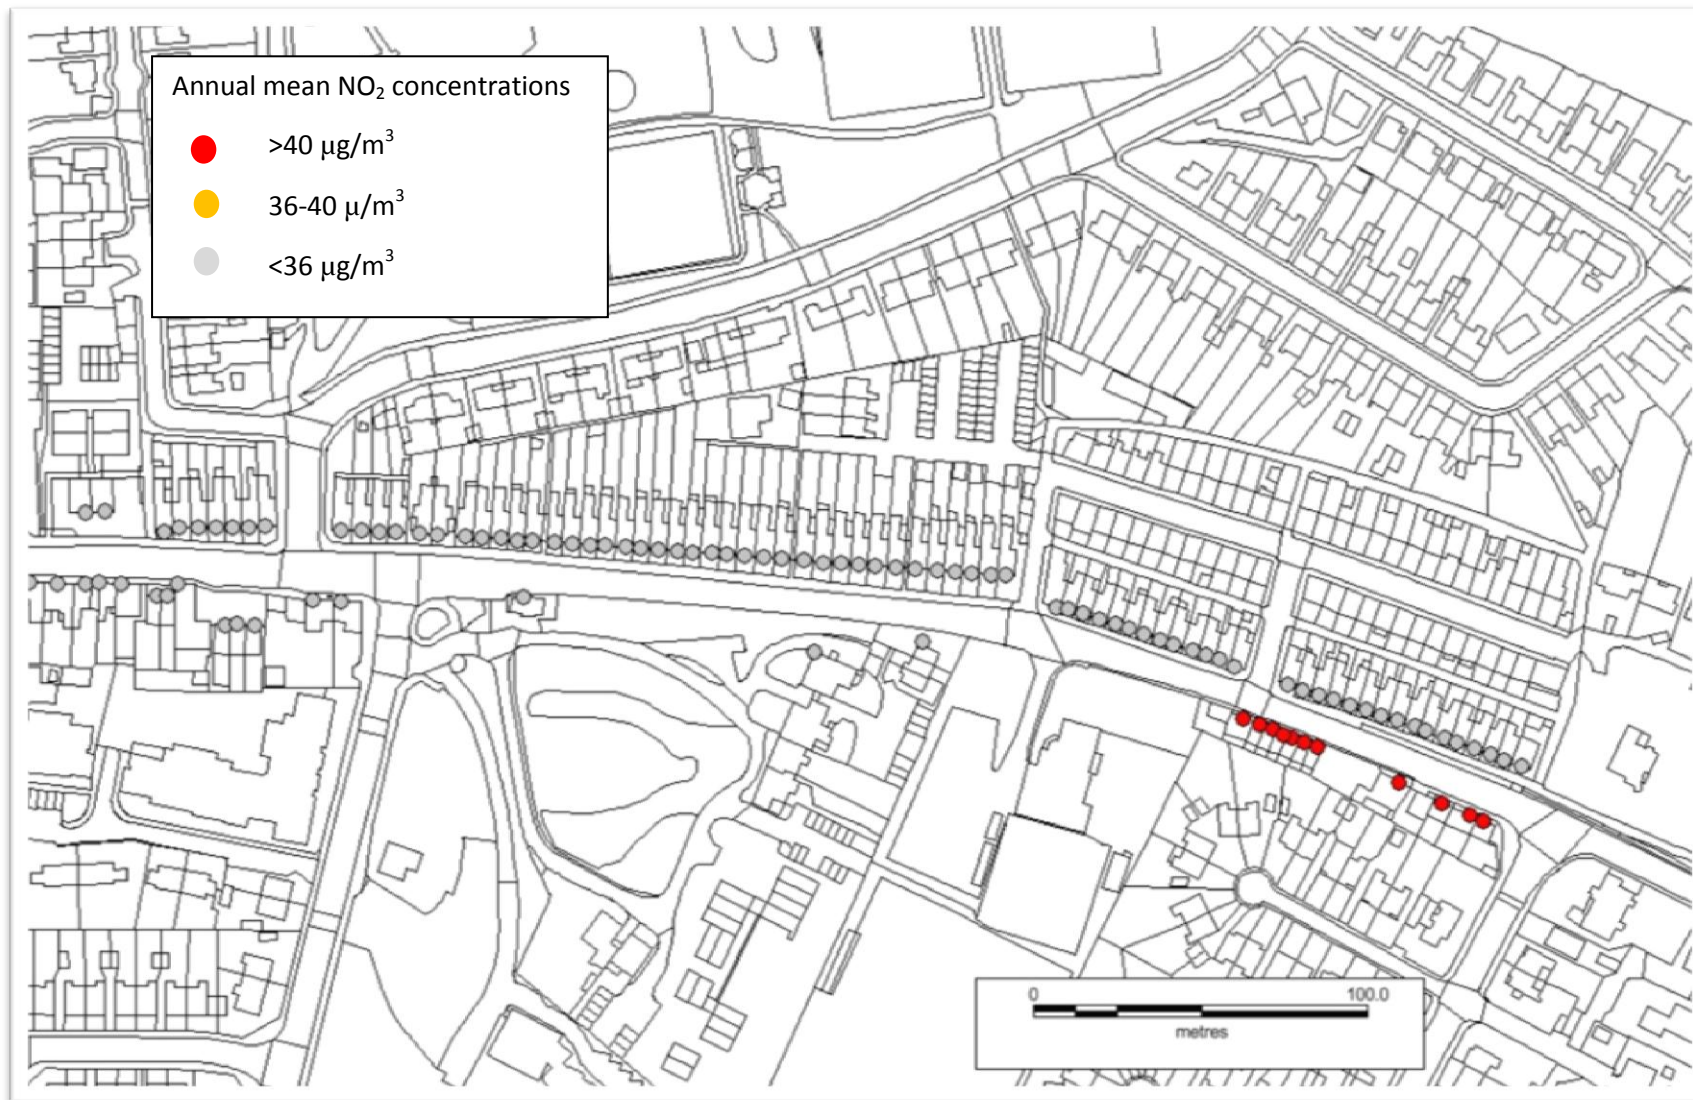 Annual mean NO₂ concentrations
>40 µg/m³
36-40 µ/m³
<36 µg/m³
0 100.0
metres